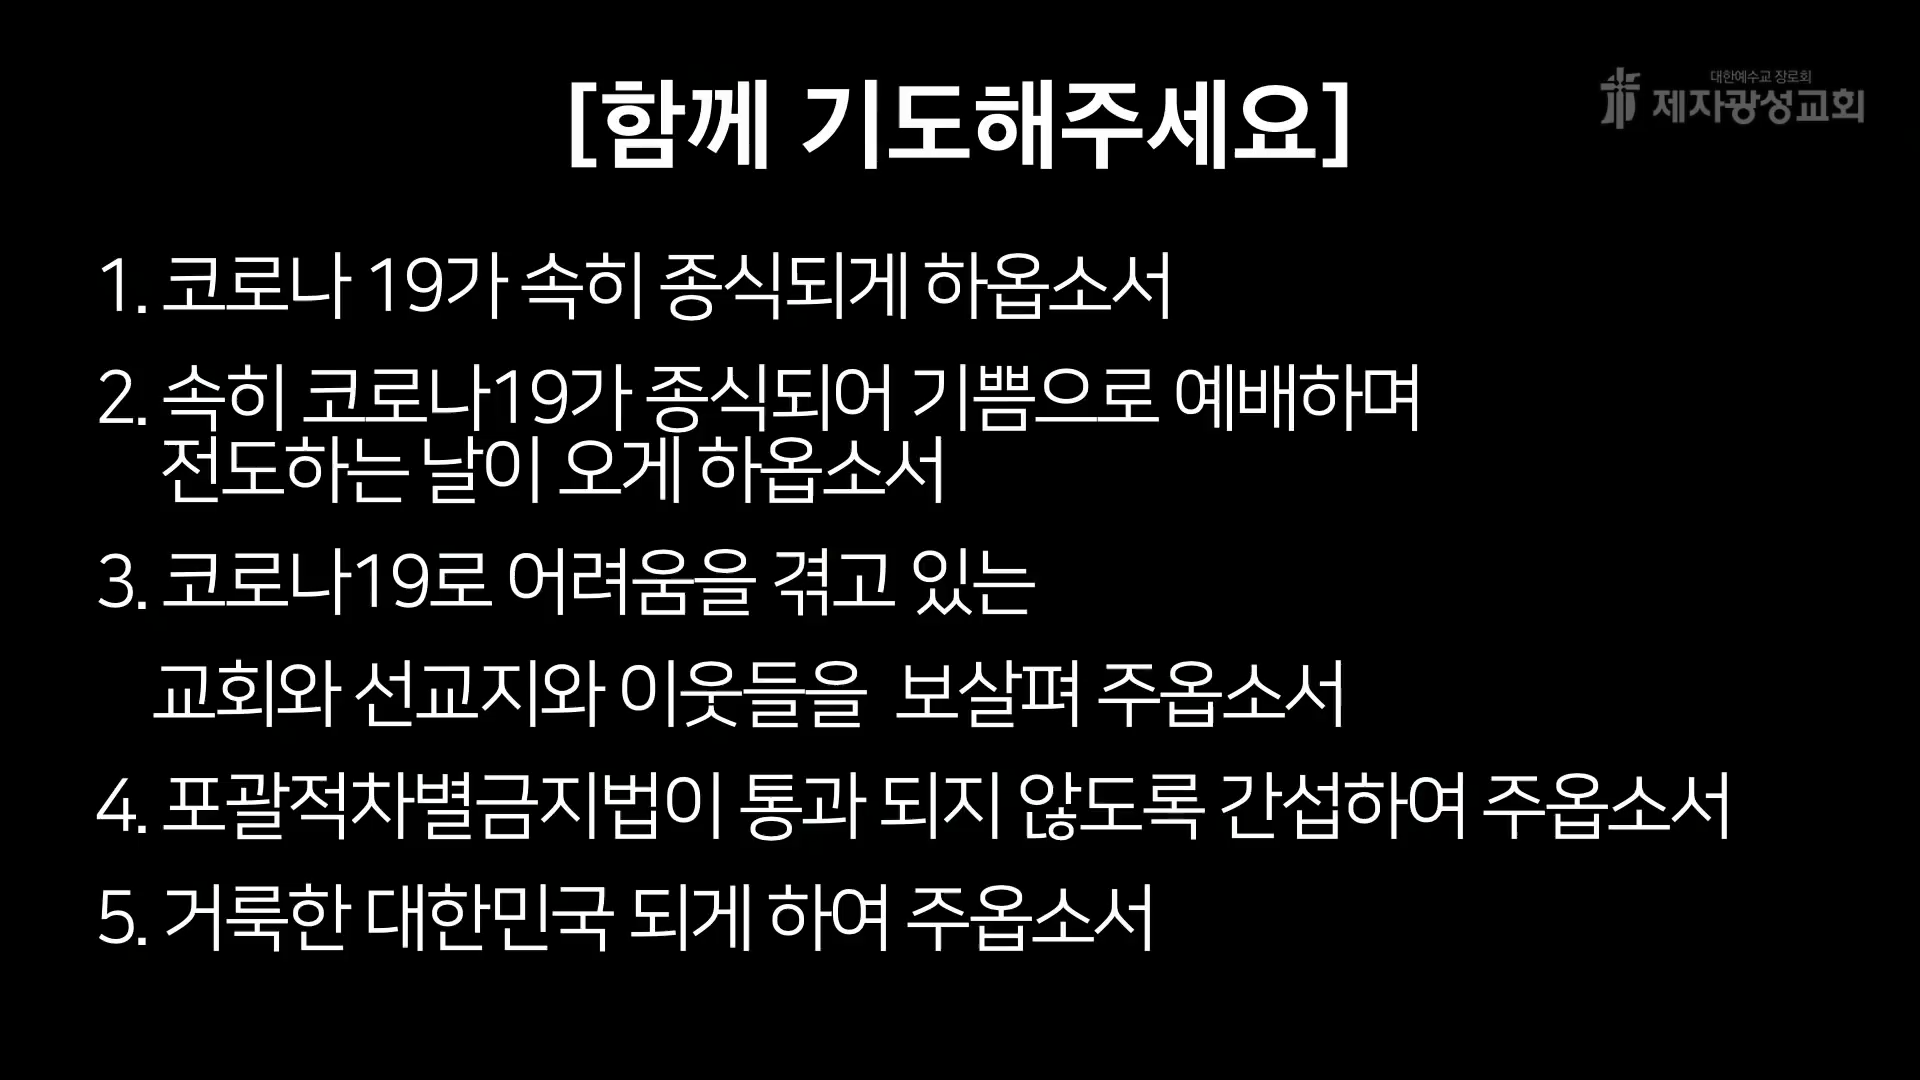 대한예수교 장로회
제자광성교회
[함께 기도해주세요]
1. 코로나 19가 속히 종식되게 하옵소서
2. 속히 코로나19가 종식되어 기쁨으로 예배하며
전도하는 날이 오게 하옵소서
3. 코로나19로 어려움을 겪고 있는
교회와 선교지와 이웃들을 보살펴 주옵소서
4. 포괄적차별금지법이 통과 되지 않도록 간섭하여 주옵소서
5. 거룩한 대한민국 되게 하여 주옵소서